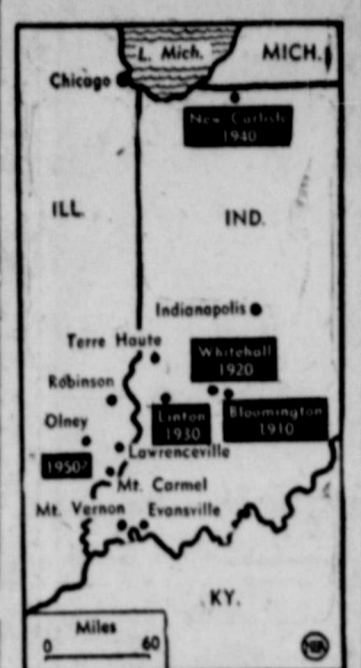 L. Mich.
MICH.
Chicago
New Carlisle
1940
ILL.
IND.
Indianapolis
Terre Haute
Whitehall
1920
Robinson
Linton
1930
Bloomington
1910
Olney
Lawrenceville
1950?
Mt. Carmel
Mt. Vernon
Evansville
KY.
Miles
0 60
NEA